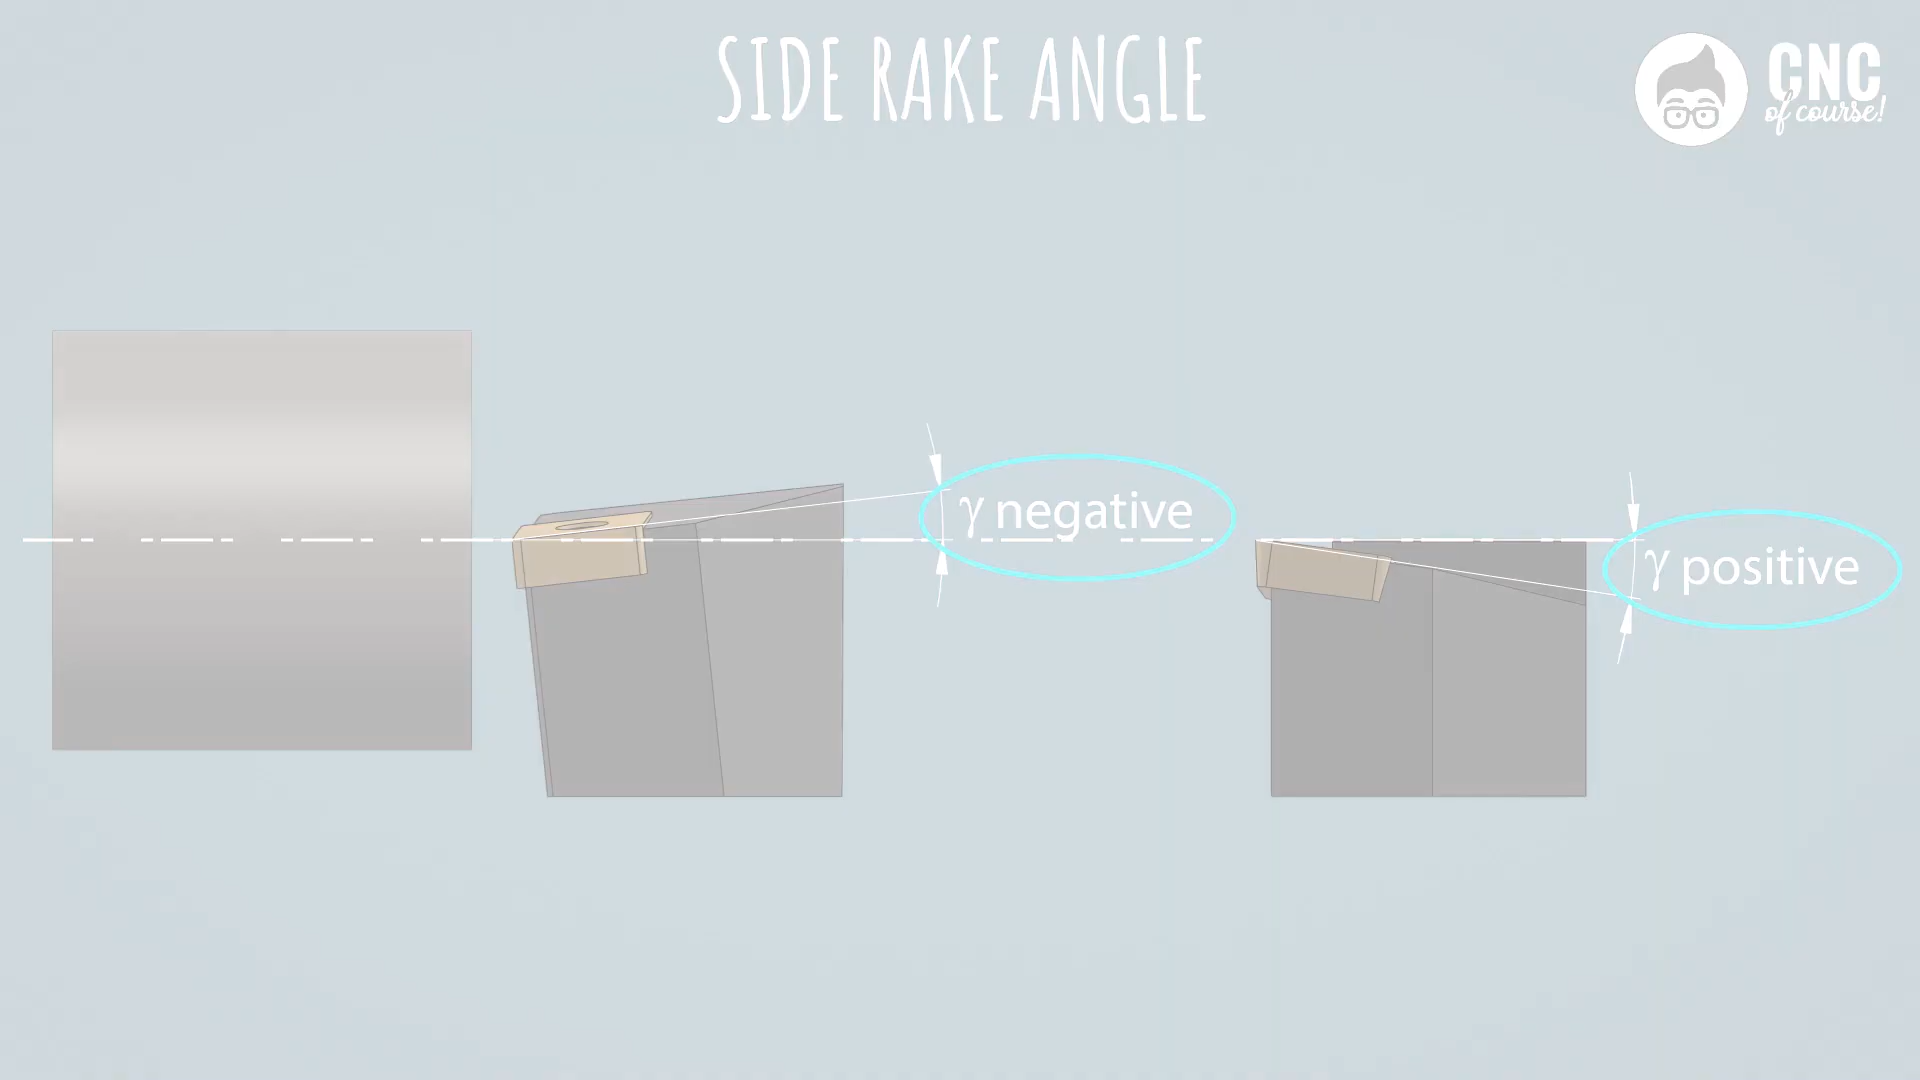 SIDE RAKE ANGLE
CNC
of course!
γ negative
γ positive